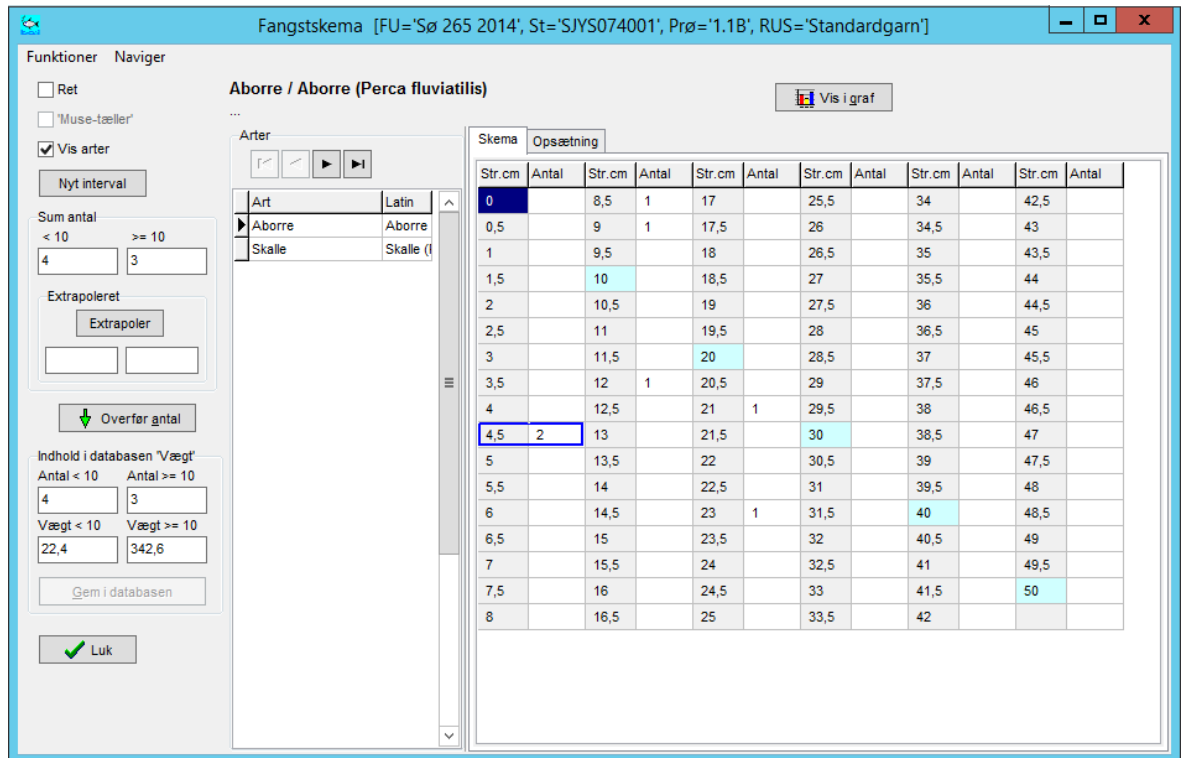 Fangstskema [FU='Sø 265 2014', St='SJYS074001', Prø='1.1B', RUS='Standardgarn']
Funktioner Naviger
Ret
'Muse-tæller'
Vis arter
Nyt interval
Sum antal
< 10 >= 10
4 3
Extrapoleret
Extrapoler
Overfør antal
Indhold i databasen 'Vægt'
Antal < 10 Antal >= 10
4 3
Vægt < 10 Vægt >= 10
22,4 342,6
Gem i databasen
Luk
Aborre / Aborre (Perca fluviatilis)
...
Vis i graf
Arter
Art Latin
Aborre Aborre
Skalle Skalle (
Skema Opsætning
Str.cm Antal Str.cm Antal Str.cm Antal Str.cm Antal Str.cm Antal Str.cm Antal
0 8,5 1 17 25,5 34 42,5
0,5 9 1 17,5 26 34,5 43
1 9,5 18 26,5 35 43,5
1,5 10 18,5 27 35,5 44
2 10,5 19 27,5 36 44,5
2,5 11 19,5 28 36,5 45
3 11,5 20 28,5 37 45,5
3,5 12 1 20,5 29 37,5 46
4 12,5 21 1 29,5 38 46,5
4,5 2 13 21,5 30 38,5 47
5 13,5 22 30,5 39 47,5
5,5 14 22,5 31 39,5 48
6 14,5 23 1 31,5 40 48,5
6,5 15 23,5 32 40,5 49
7 15,5 24 32,5 41 49,5
7,5 16 24,5 33 41,5 50
8 16,5 25 33,5 42